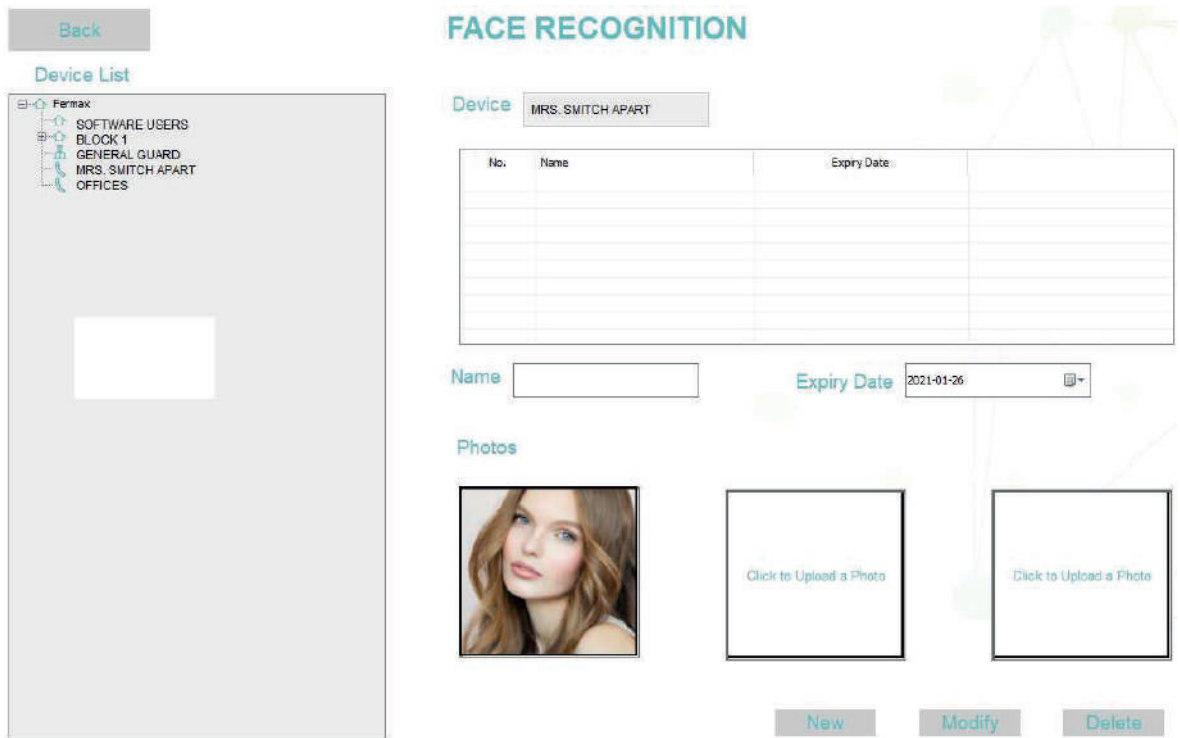 Back
FACE RECOGNITION
Device List
Fermax
SOFTWARE USERS
BLOCK 1
GENERAL GUARD
MRS. SMITCH APART
OFFICES
Device
MRS. SMITCH APART
No. Name Expiry Date
Name
Expiry Date
2021-01-26
Photos
Click to Upload a Photo
Click to Upload a Photo
New
Modify
Delete